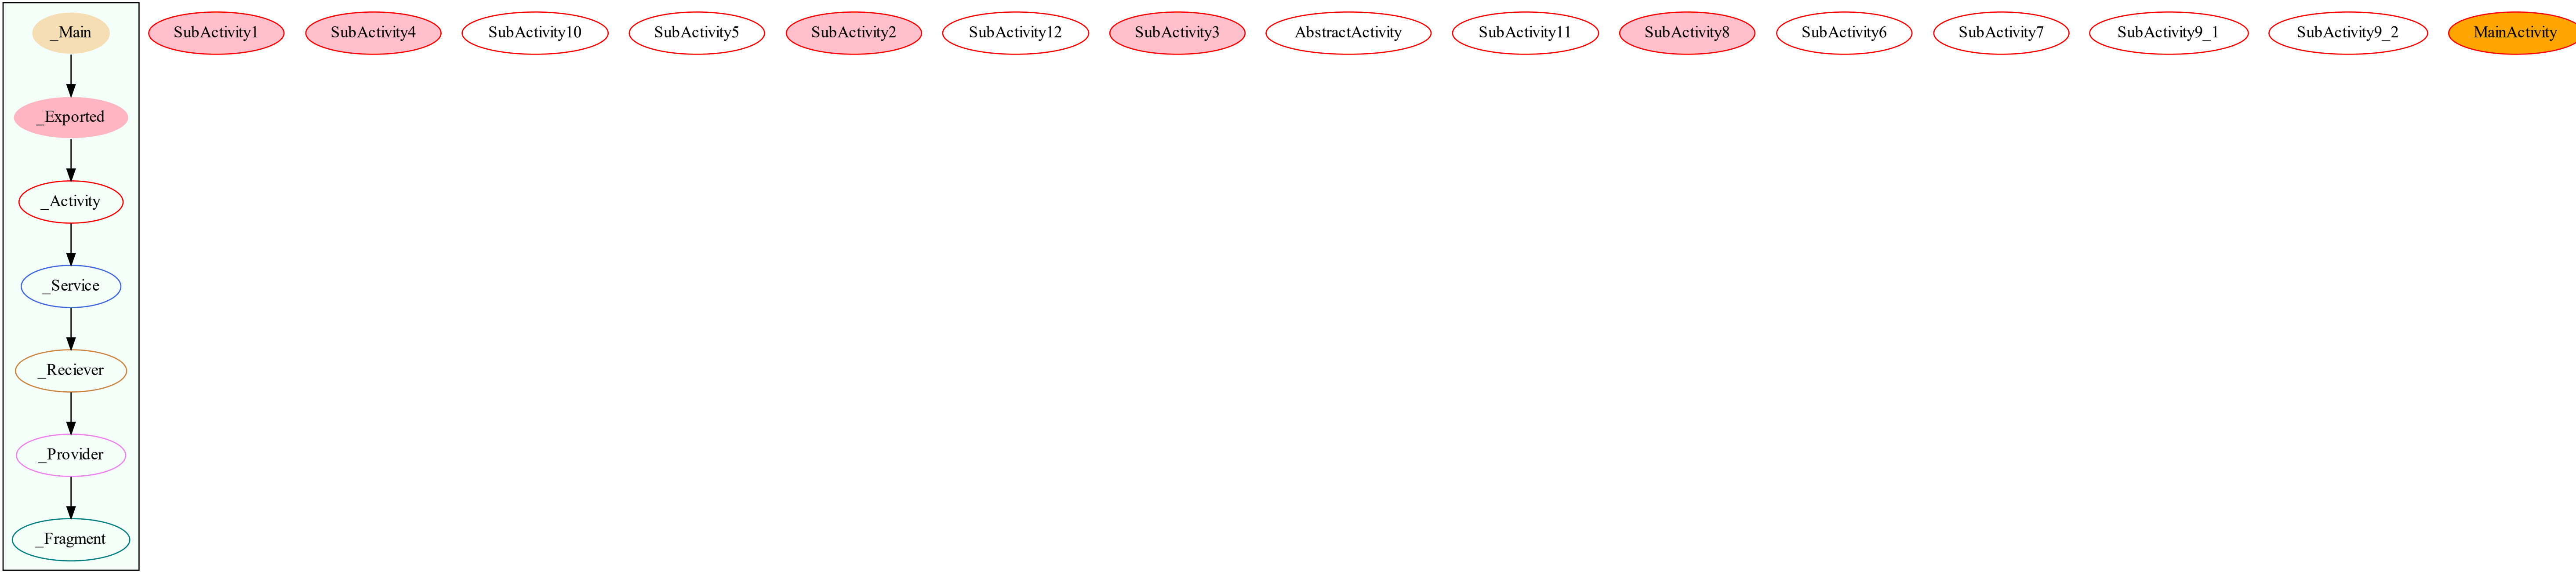 _Main
SubActivity1
SubActivity4
SubActivity10
SubActivity5
SubActivity2
SubActivity12
SubActivity3
AbstractActivity
SubActivity11
SubActivity8
SubActivity6
SubActivity7
SubActivity9_1
SubActivity9_2
MainActivity
_Exported
_Activity
_Service
_Reciever
_Provider
_Fragment